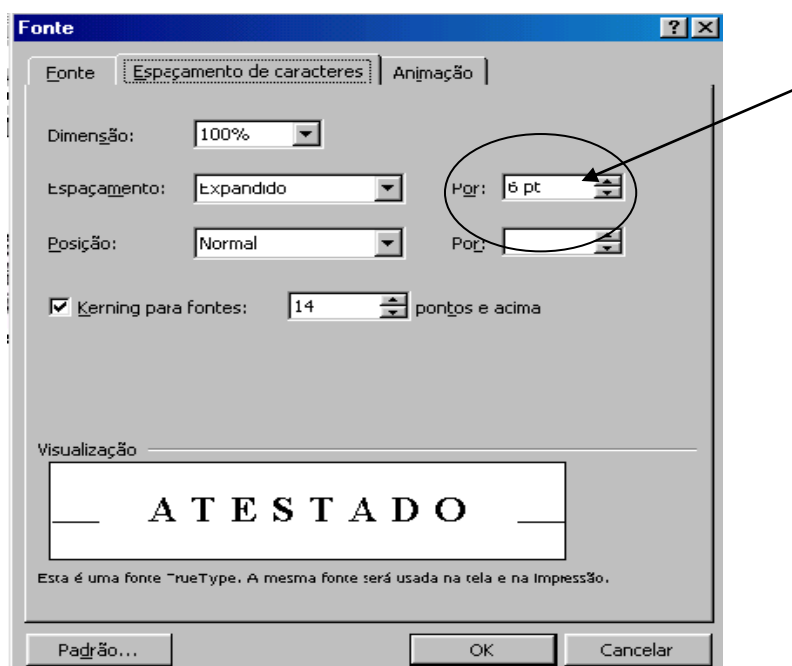 Fonte
Fonte Espaçamento de caracteres Animação
Dimensão: 100%
Espaçamento: Expandido Por: 6 pt
Posição: Normal Por:
Kerning para fontes: 14 pontos e acima
Visualização
ATESTADO
Esta é uma fonte TrueType. A mesma fonte será usada na tela e na impressão.
Padrão... OK Cancelar